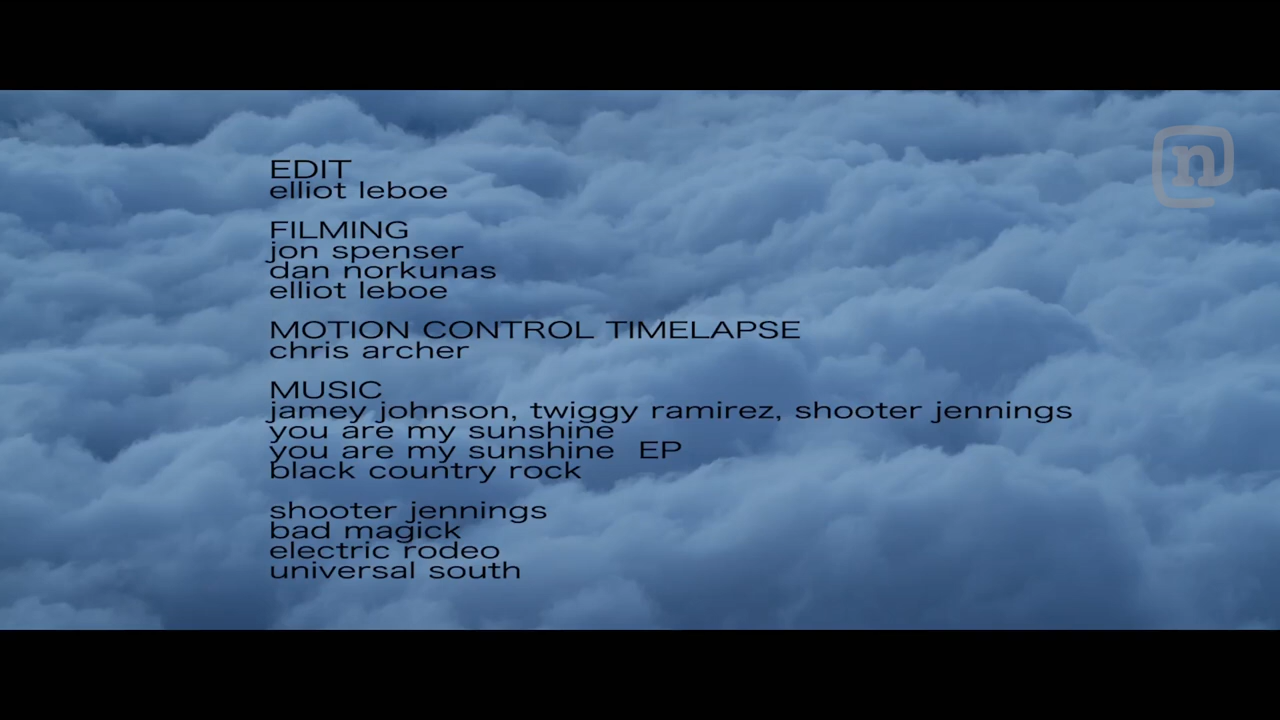 EDIT
elliot leboe
FILMING
jon spenser
dan norkunas
elliot leboe
MOTION CONTROL TIMELAPSE
chris archer
MUSIC
jamey johnson, twiggy ramirez, shooter jennings
you are my sunshine
you are my sunshine EP
black country rock
shooter jennings
bad magick
electric rodeo
universal south
n